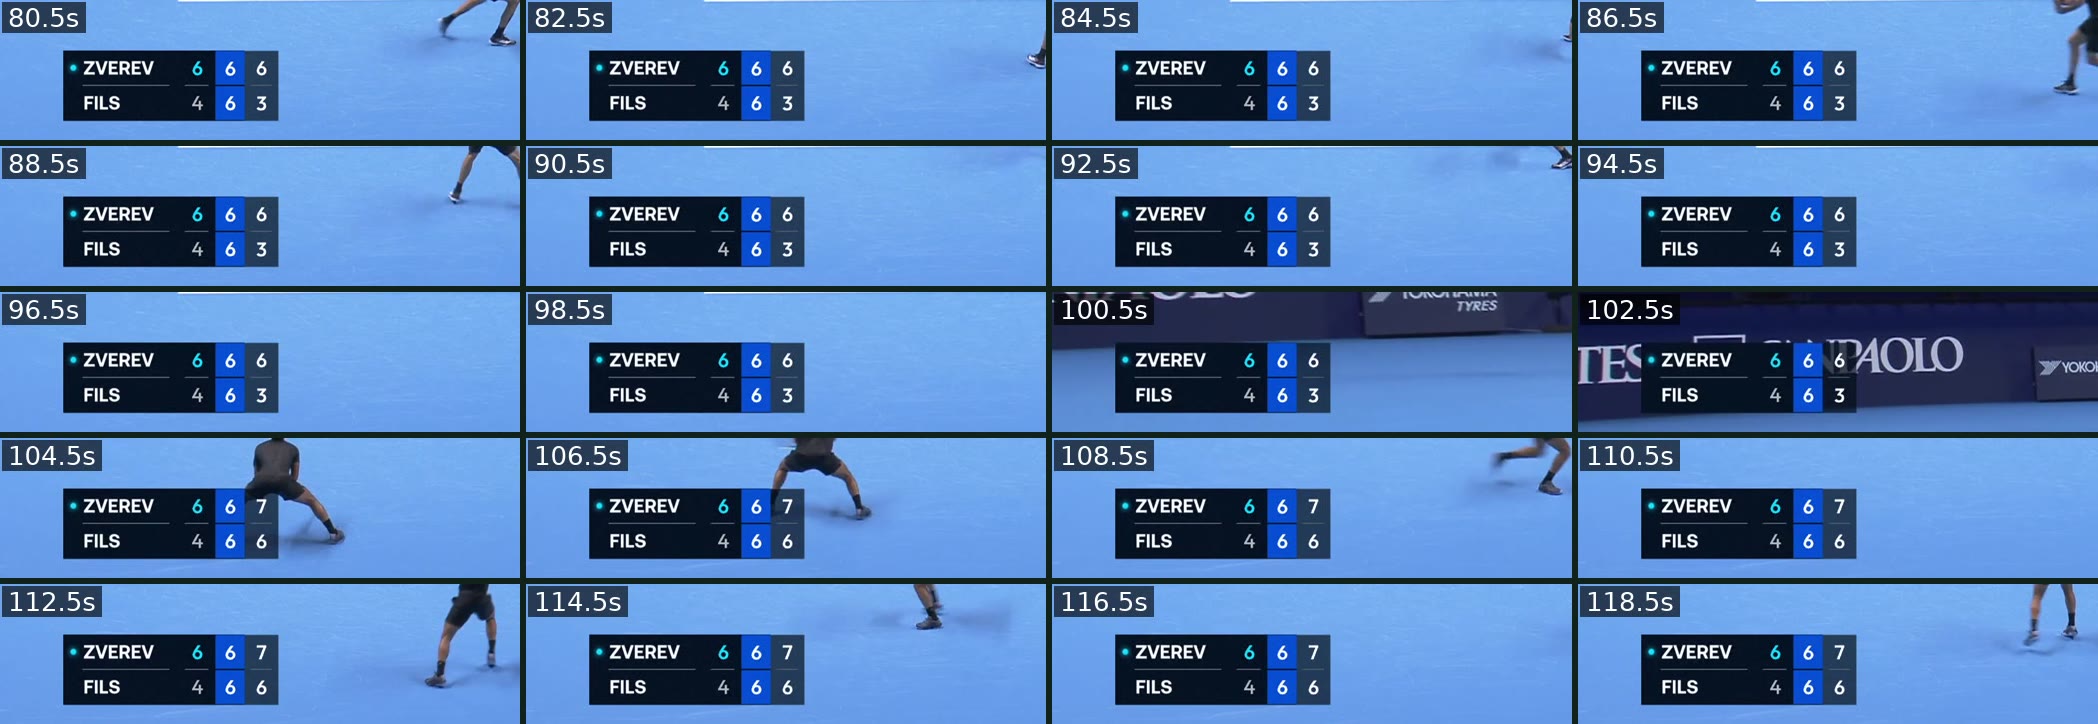 80.5s
ZVEREV 6 6 6
FILS 4 6 3
82.5s
ZVEREV 6 6 6
FILS 4 6 3
84.5s
ZVEREV 6 6 6
FILS 4 6 3
86.5s
ZVEREV 6 6 6
FILS 4 6 3
88.5s
ZVEREV 6 6 6
FILS 4 6 3
90.5s
ZVEREV 6 6 6
FILS 4 6 3
92.5s
ZVEREV 6 6 6
FILS 4 6 3
94.5s
ZVEREV 6 6 6
FILS 4 6 3
96.5s
ZVEREV 6 6 6
FILS 4 6 3
98.5s
ZVEREV 6 6 6
FILS 4 6 3
100.5s
YOKOHAMA
TYRES
ZVEREV 6 6 6
FILS 4 6 3
102.5s
ZVEREV 6 6 6
FILS 4 6 3
104.5s
ZVEREV 6 6 7
FILS 4 6 6
106.5s
ZVEREV 6 6 7
FILS 4 6 6
108.5s
ZVEREV 6 6 7
FILS 4 6 6
110.5s
ZVEREV 6 6 7
FILS 4 6 6
112.5s
ZVEREV 6 6 7
FILS 4 6 6
114.5s
ZVEREV 6 6 7
FILS 4 6 6
116.5s
ZVEREV 6 6 7
FILS 4 6 6
118.5s
ZVEREV 6 6 7
FILS 4 6 6